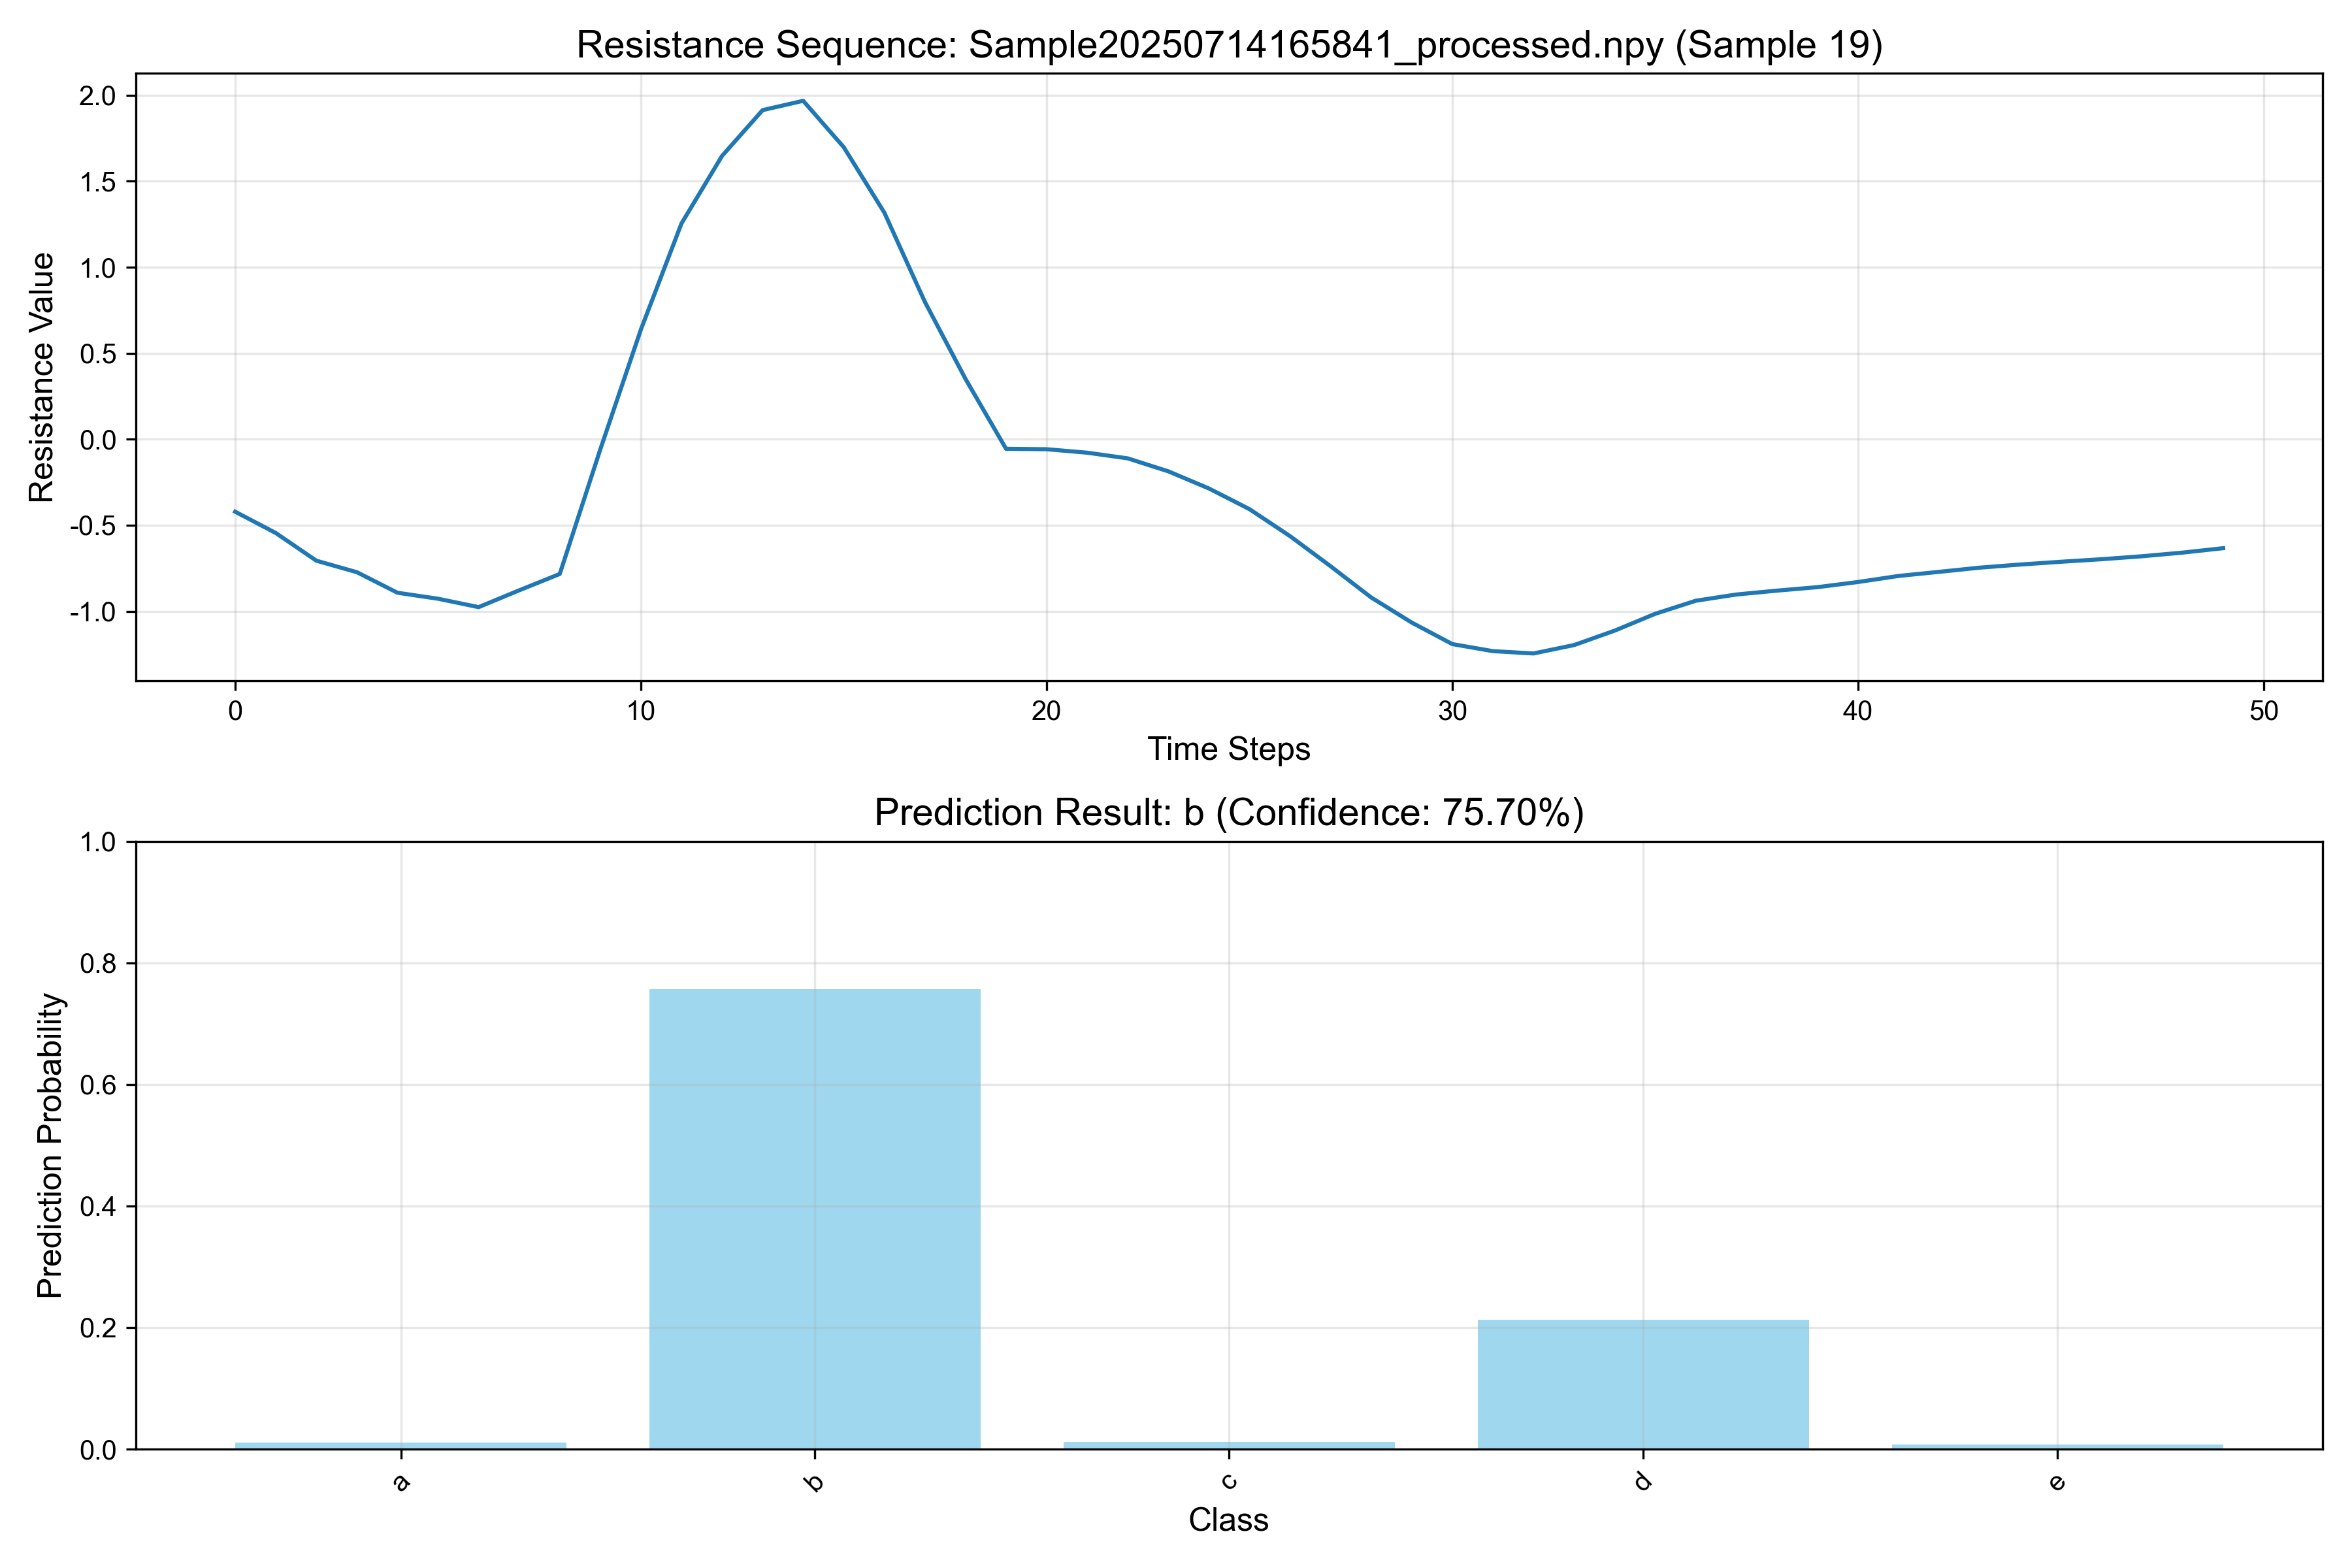 Resistance Sequence: Sample20250714165841_processed.npy (Sample 19)
2.0
1.5
1.0
0.5
0.0
-0.5
-1.0
Resistance Value
0 10 20 30 40 50
Time Steps
Prediction Result: b (Confidence: 75.70%)
1.0
0.8
0.6
0.4
0.2
0.0
Prediction Probability
a b c d e
Class